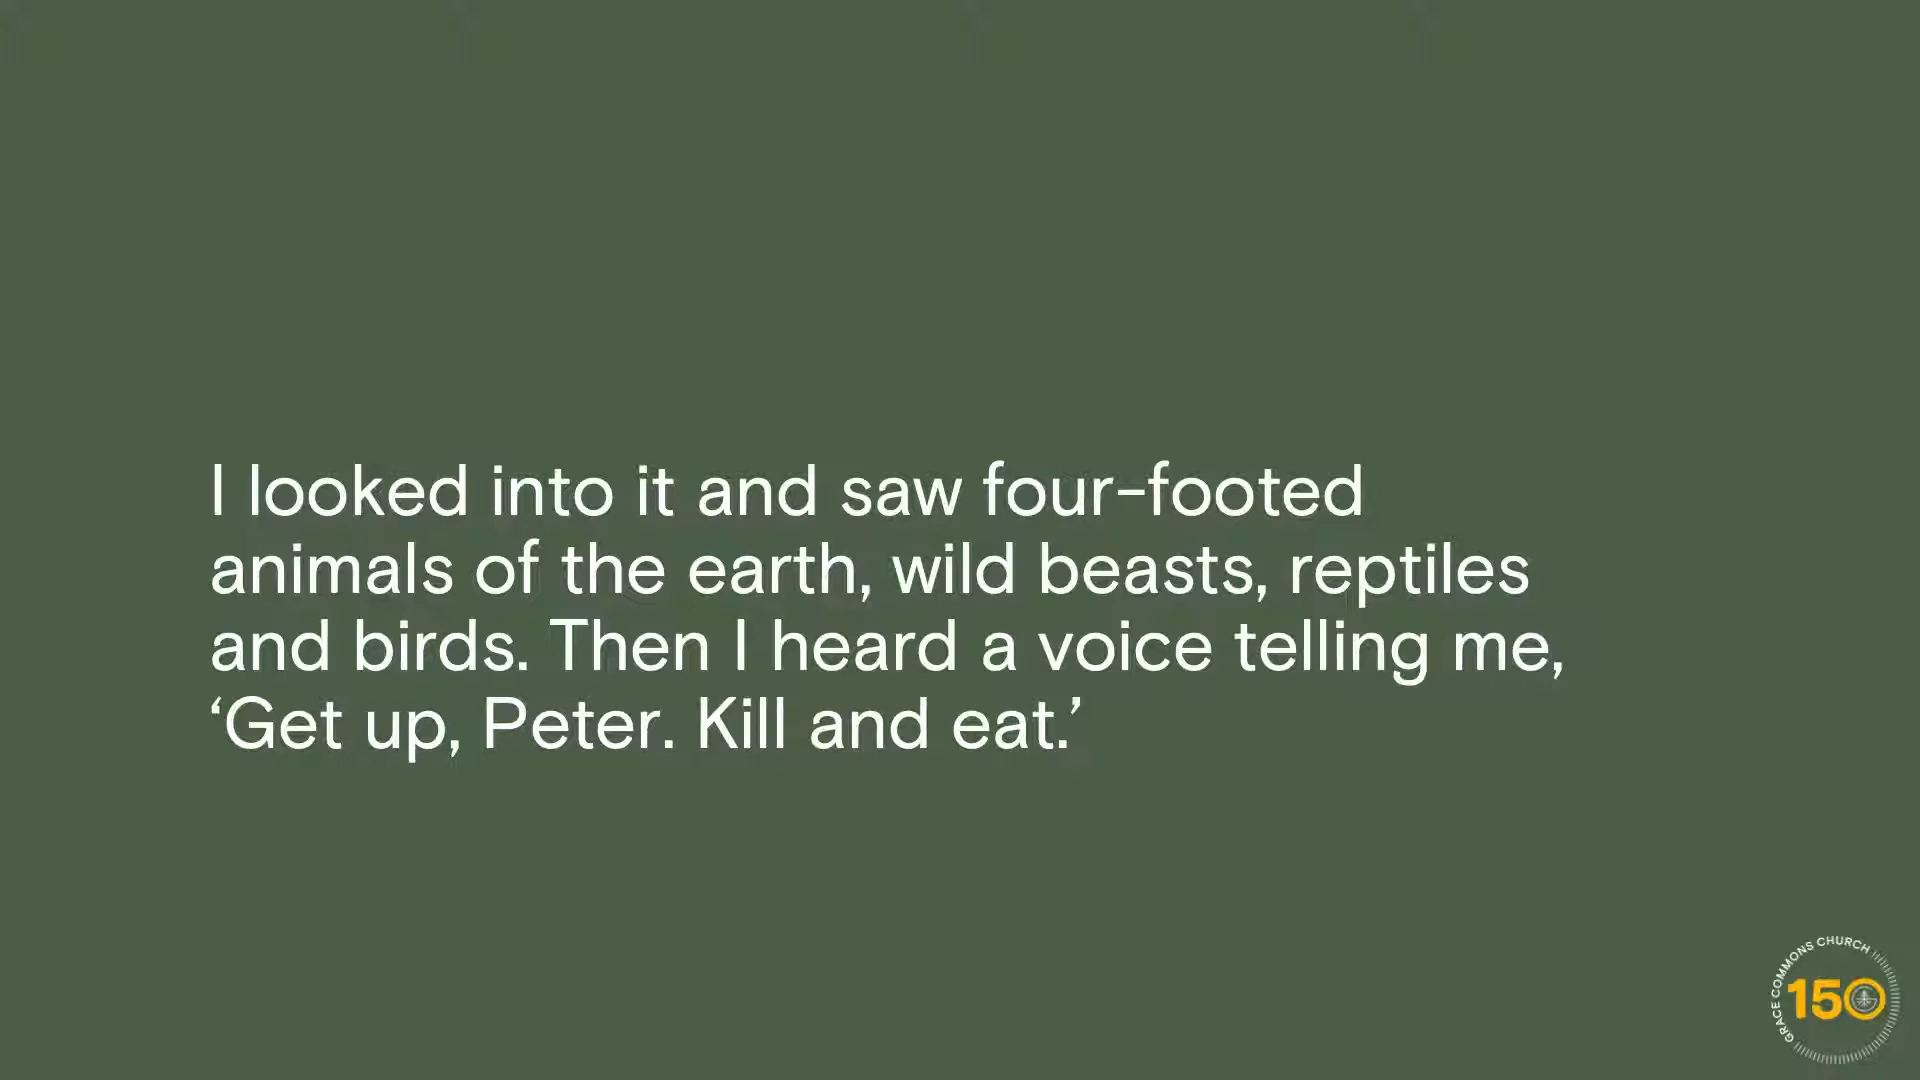 I looked into it and saw four-footed
animals of the earth, wild beasts, reptiles
and birds. Then I heard a voice telling me,
‘Get up, Peter. Kill and eat.’
GRACE COMMONS CHURCH
150